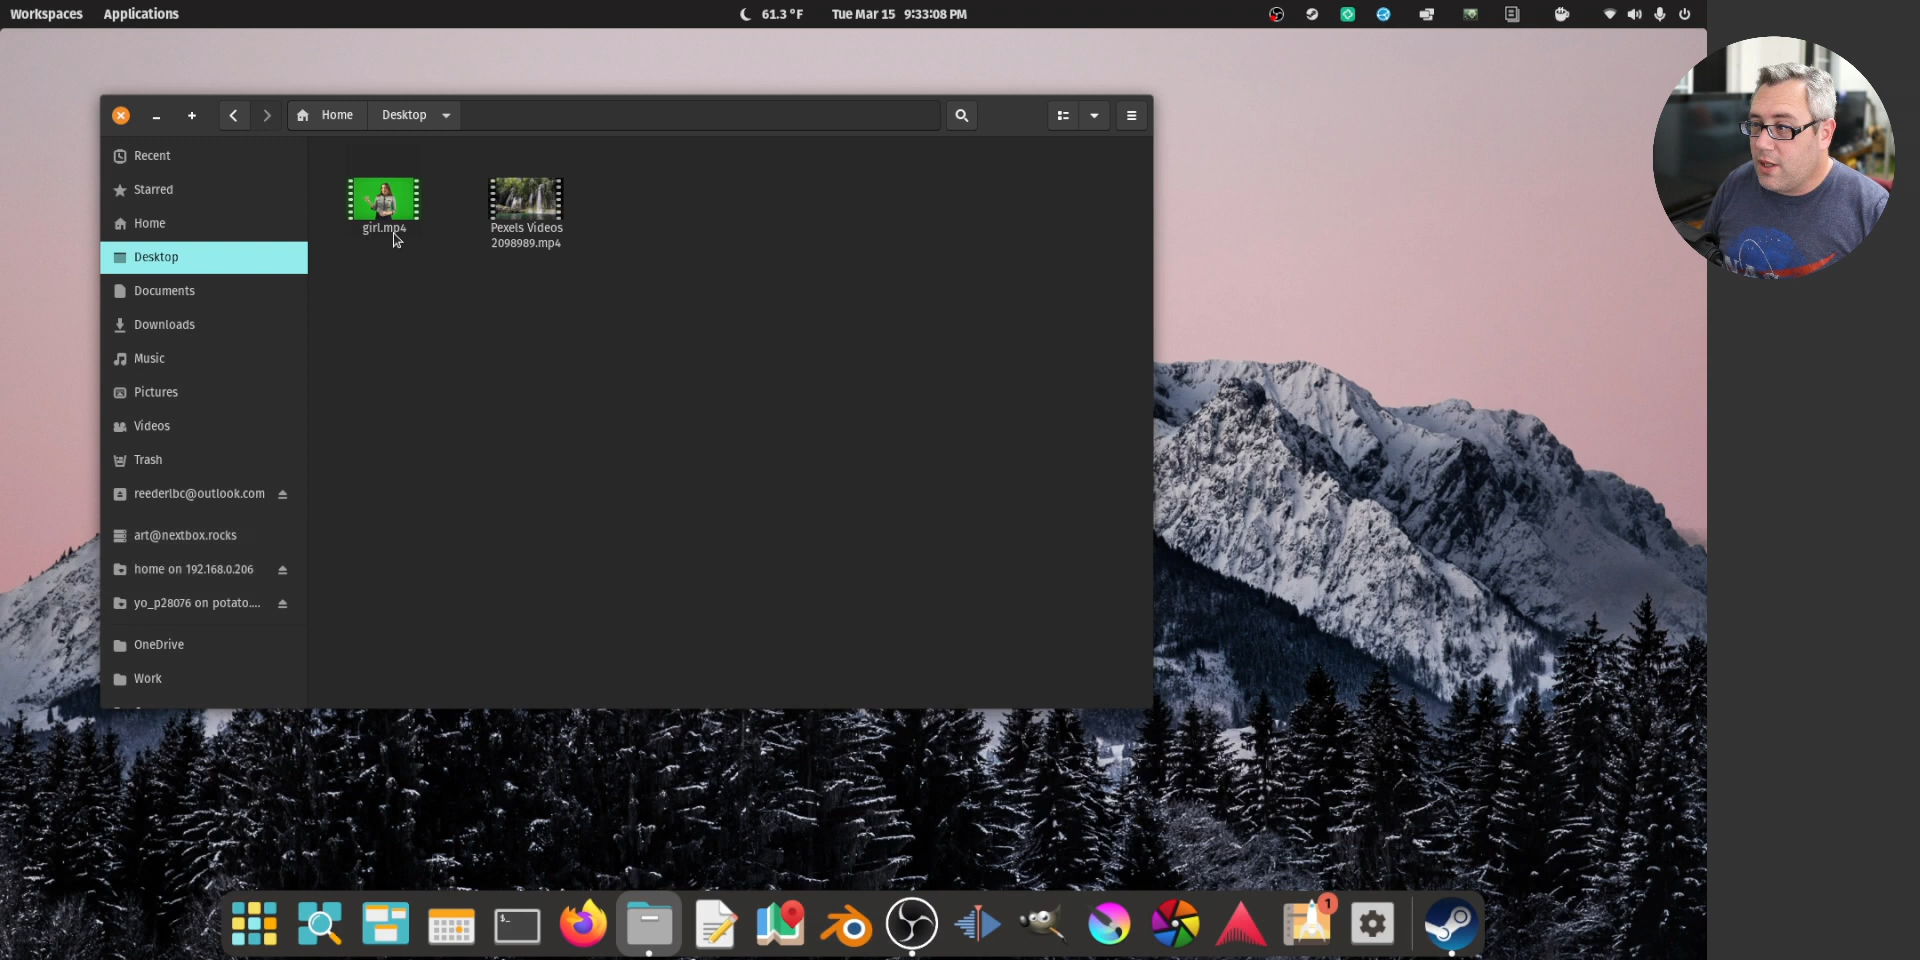 Workspaces Applications 61.3 °F Tue Mar 15 9:33:08 PM
Home Desktop
Recent
Starred
Home
Desktop
Documents
Downloads
Music
Pictures
Videos
Trash
reederlbc@outlook.com
art@nextbox.rocks
home on 192.168.0.206
yo_p28076 on potato....
OneDrive
Work
girl.mp4
Pexels Videos
2098989.mp4
$_
1